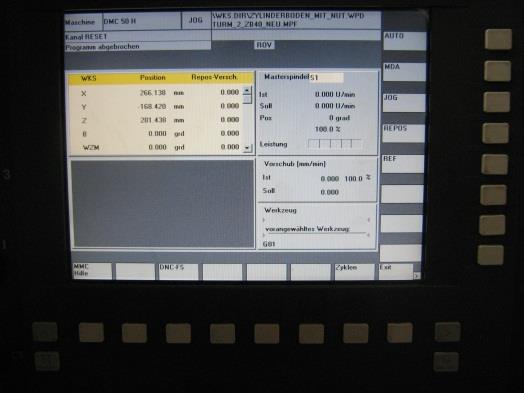 Maschine DMC 50 H JOG \WKS.DIR\ZYLINDERBODEN_MIT_NUT.WPD
TURM_2_ZB40_NEU.MPF
Kanal RESET
Programm abgebrochen
ROV
AUTO
MDA
JOG
REPOS
REF
WKS Position Repos-Versch.
X 266.138 mm 0.000
Y -168.420 mm 0.000
Z 281.438 mm 0.000
B 0.000 grd 0.000
WZM 0.000 grd 0.000
Masterspindel S1
Ist 0.000 U/min
Soll 0.000 U/min
Pos 0 grad
100.0 %
Leistung
Vorschub [mm/min]
Ist 0.000 100.0 %
Soll 0.000
Werkzeug
vorangewähltes Werkzeug:
G01
MMC
Hilfe
DNC-FS
Zyklen
Exit